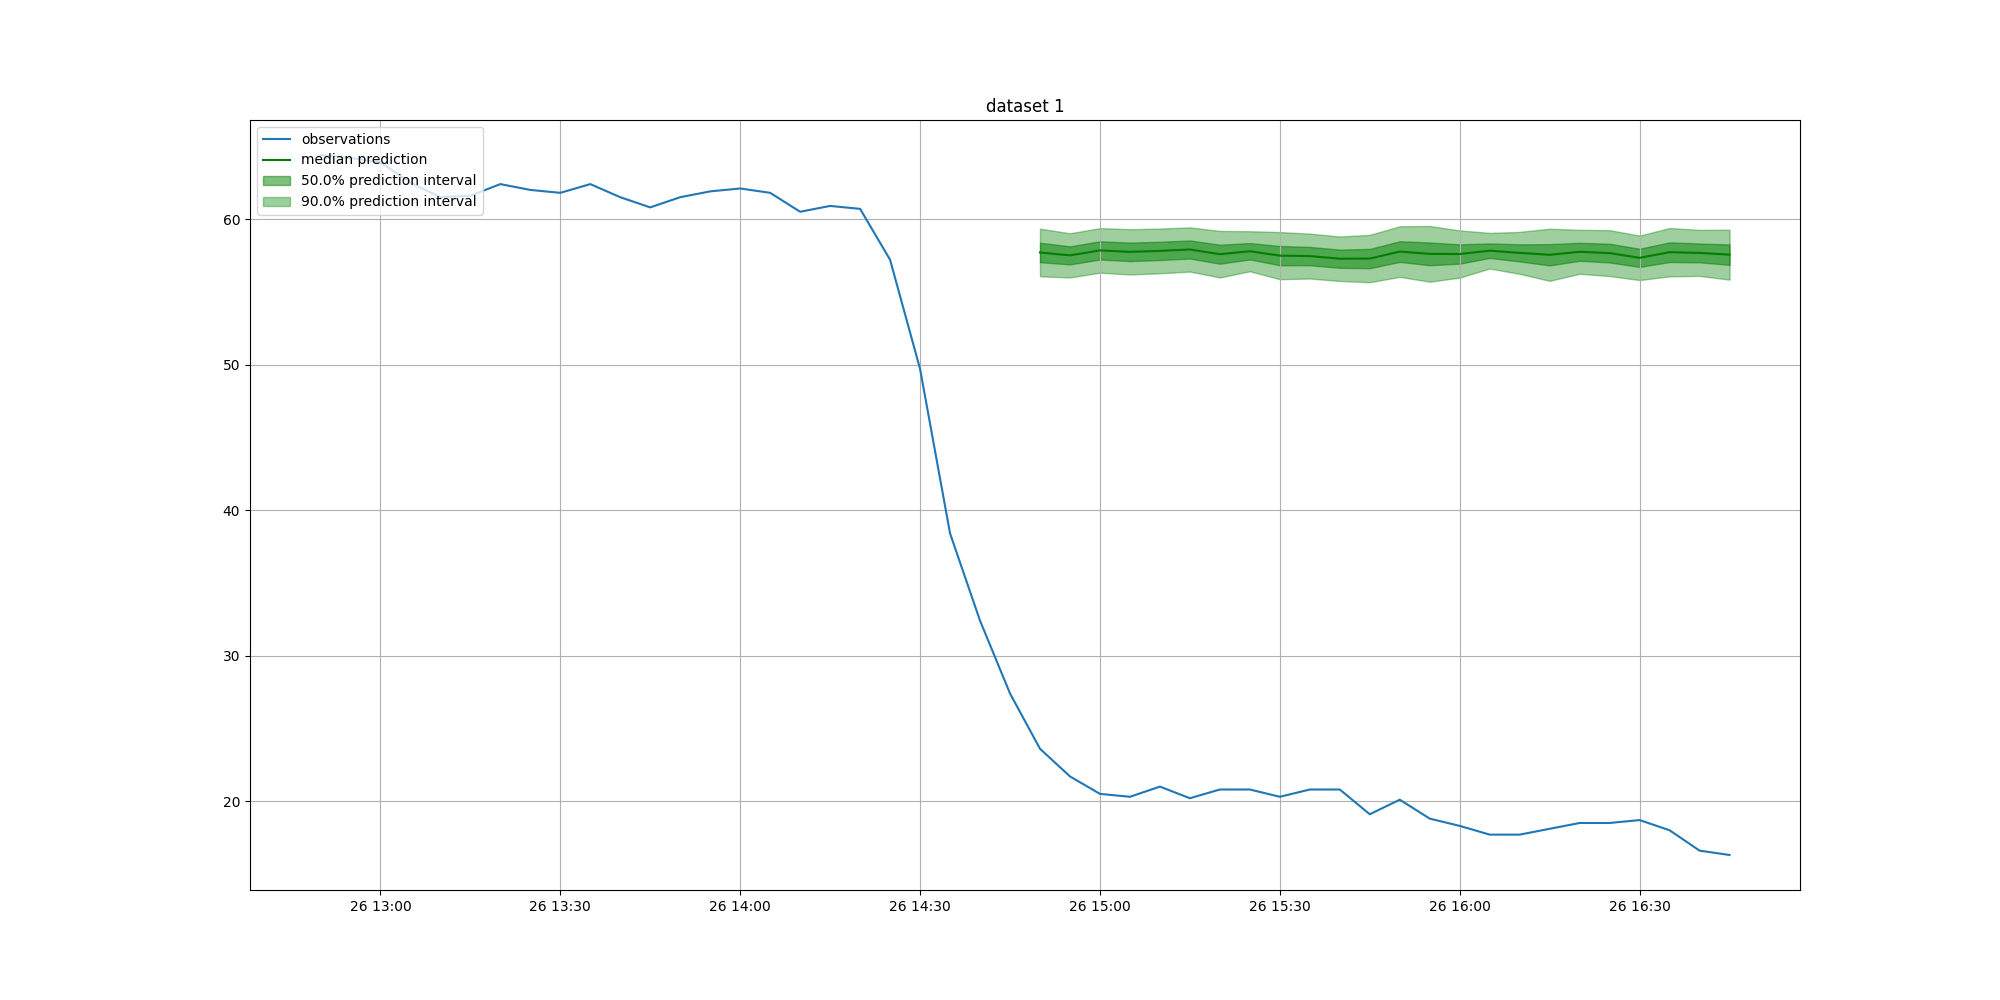 dataset 1
observations
median prediction
50.0% prediction interval
90.0% prediction interval
60
50
40
30
20
26 13:00 26 13:30 26 14:00 26 14:30 26 15:00 26 15:30 26 16:00 26 16:30